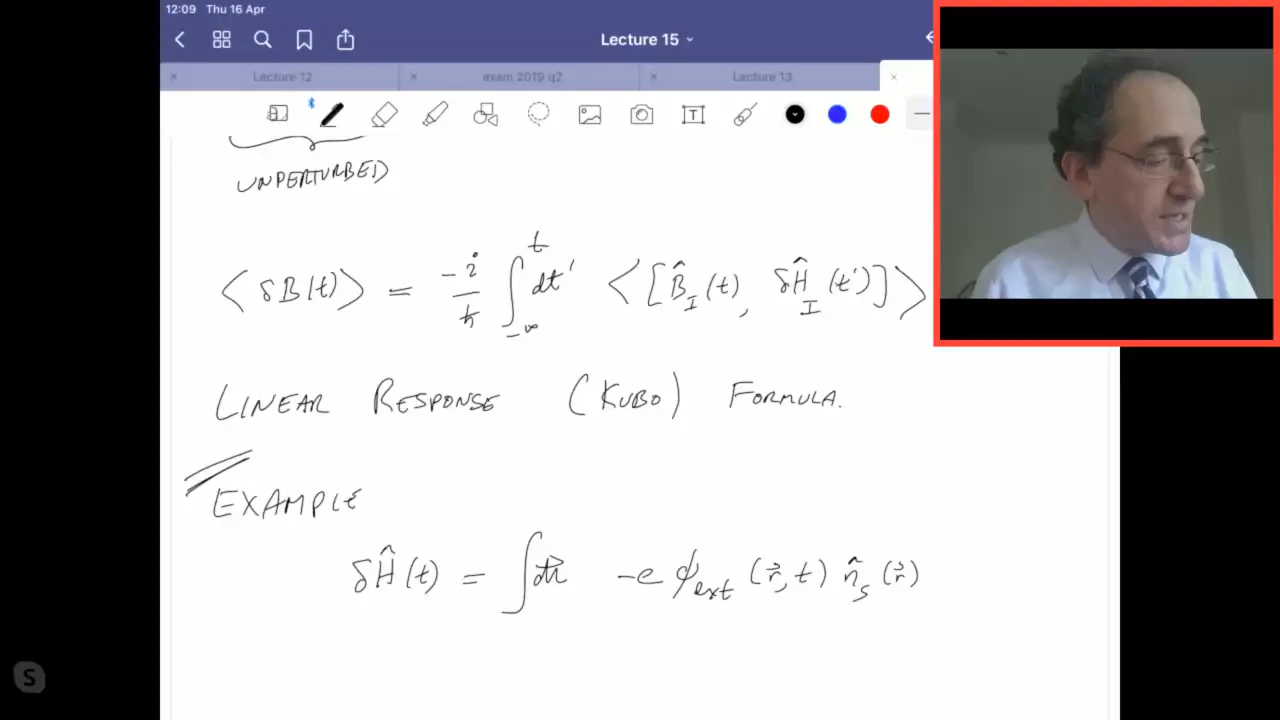 12:09 Thu 16 Apr
Lecture 15
Lecture 12 exam 2019 q2 Lecture 13
T
UNPERTURBED
⟨δB(t)⟩ = -i/ħ ∫_{-∞}^{t} dt' ⟨[B̂_I(t), δĤ_I(t')]⟩
LINEAR RESPONSE (KUBO) FORMULA.
EXAMPLE
δĤ(t) = ∫dr⃗ -e ϕ_ext (r⃗, t) n̂_s (r⃗)
S